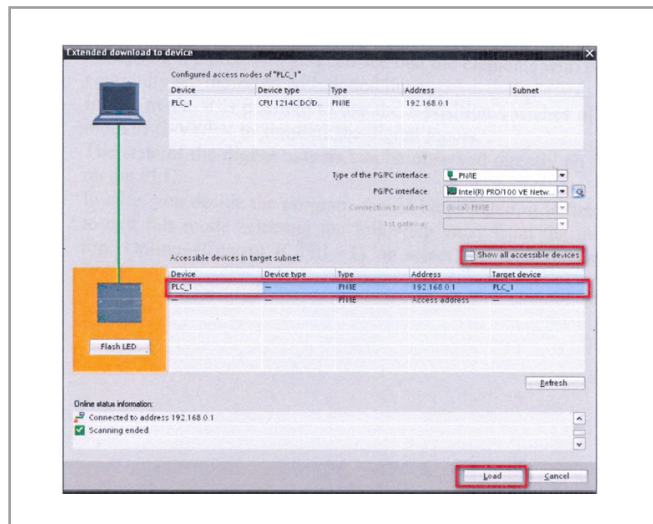 Extended download to device
Configured access nodes of "PLC_1"
Device Device type Type Address Subnet
PLC_1 CPU 1214C DC/D... PN/IE 192.168.0.1
Type of the PG/PC interface: PN/IE
PG/PC interface: Intel(R) PRO/100 VE Netw...
Connection to subnet: (local) PN/IE
1st gateway:
Show all accessible devices
Accessible devices in target subnet:
Device Device type Type Address Target device
PLC_1 — PN/IE 192.168.0.1 PLC_1
— — PN/IE Access address —
Flash LED
Refresh
Online status information:
Connected to address 192.168.0.1
Scanning ended
Load Cancel